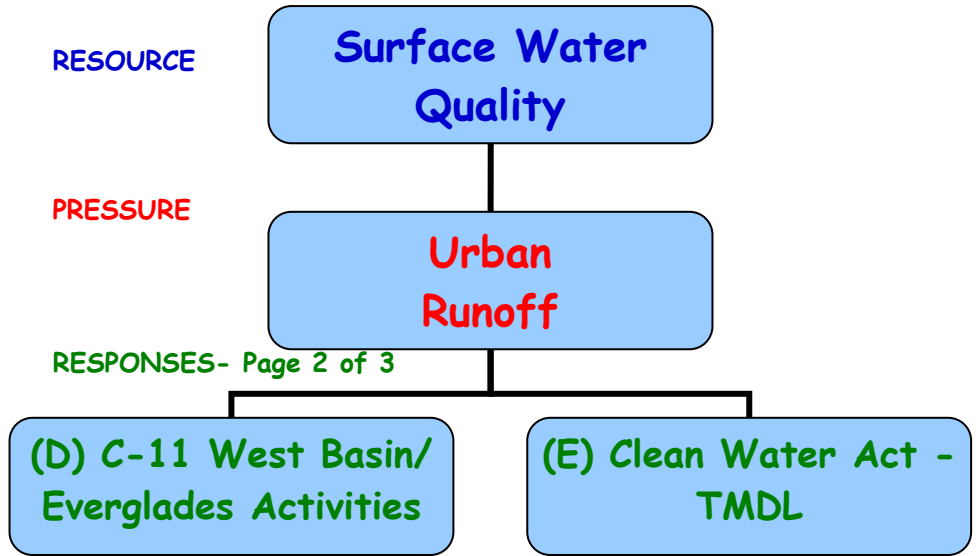 RESOURCE
Surface Water
Quality
PRESSURE
Urban
Runoff
RESPONSES- Page 2 of 3
(D) C-11 West Basin/
Everglades Activities
(E) Clean Water Act -
TMDL